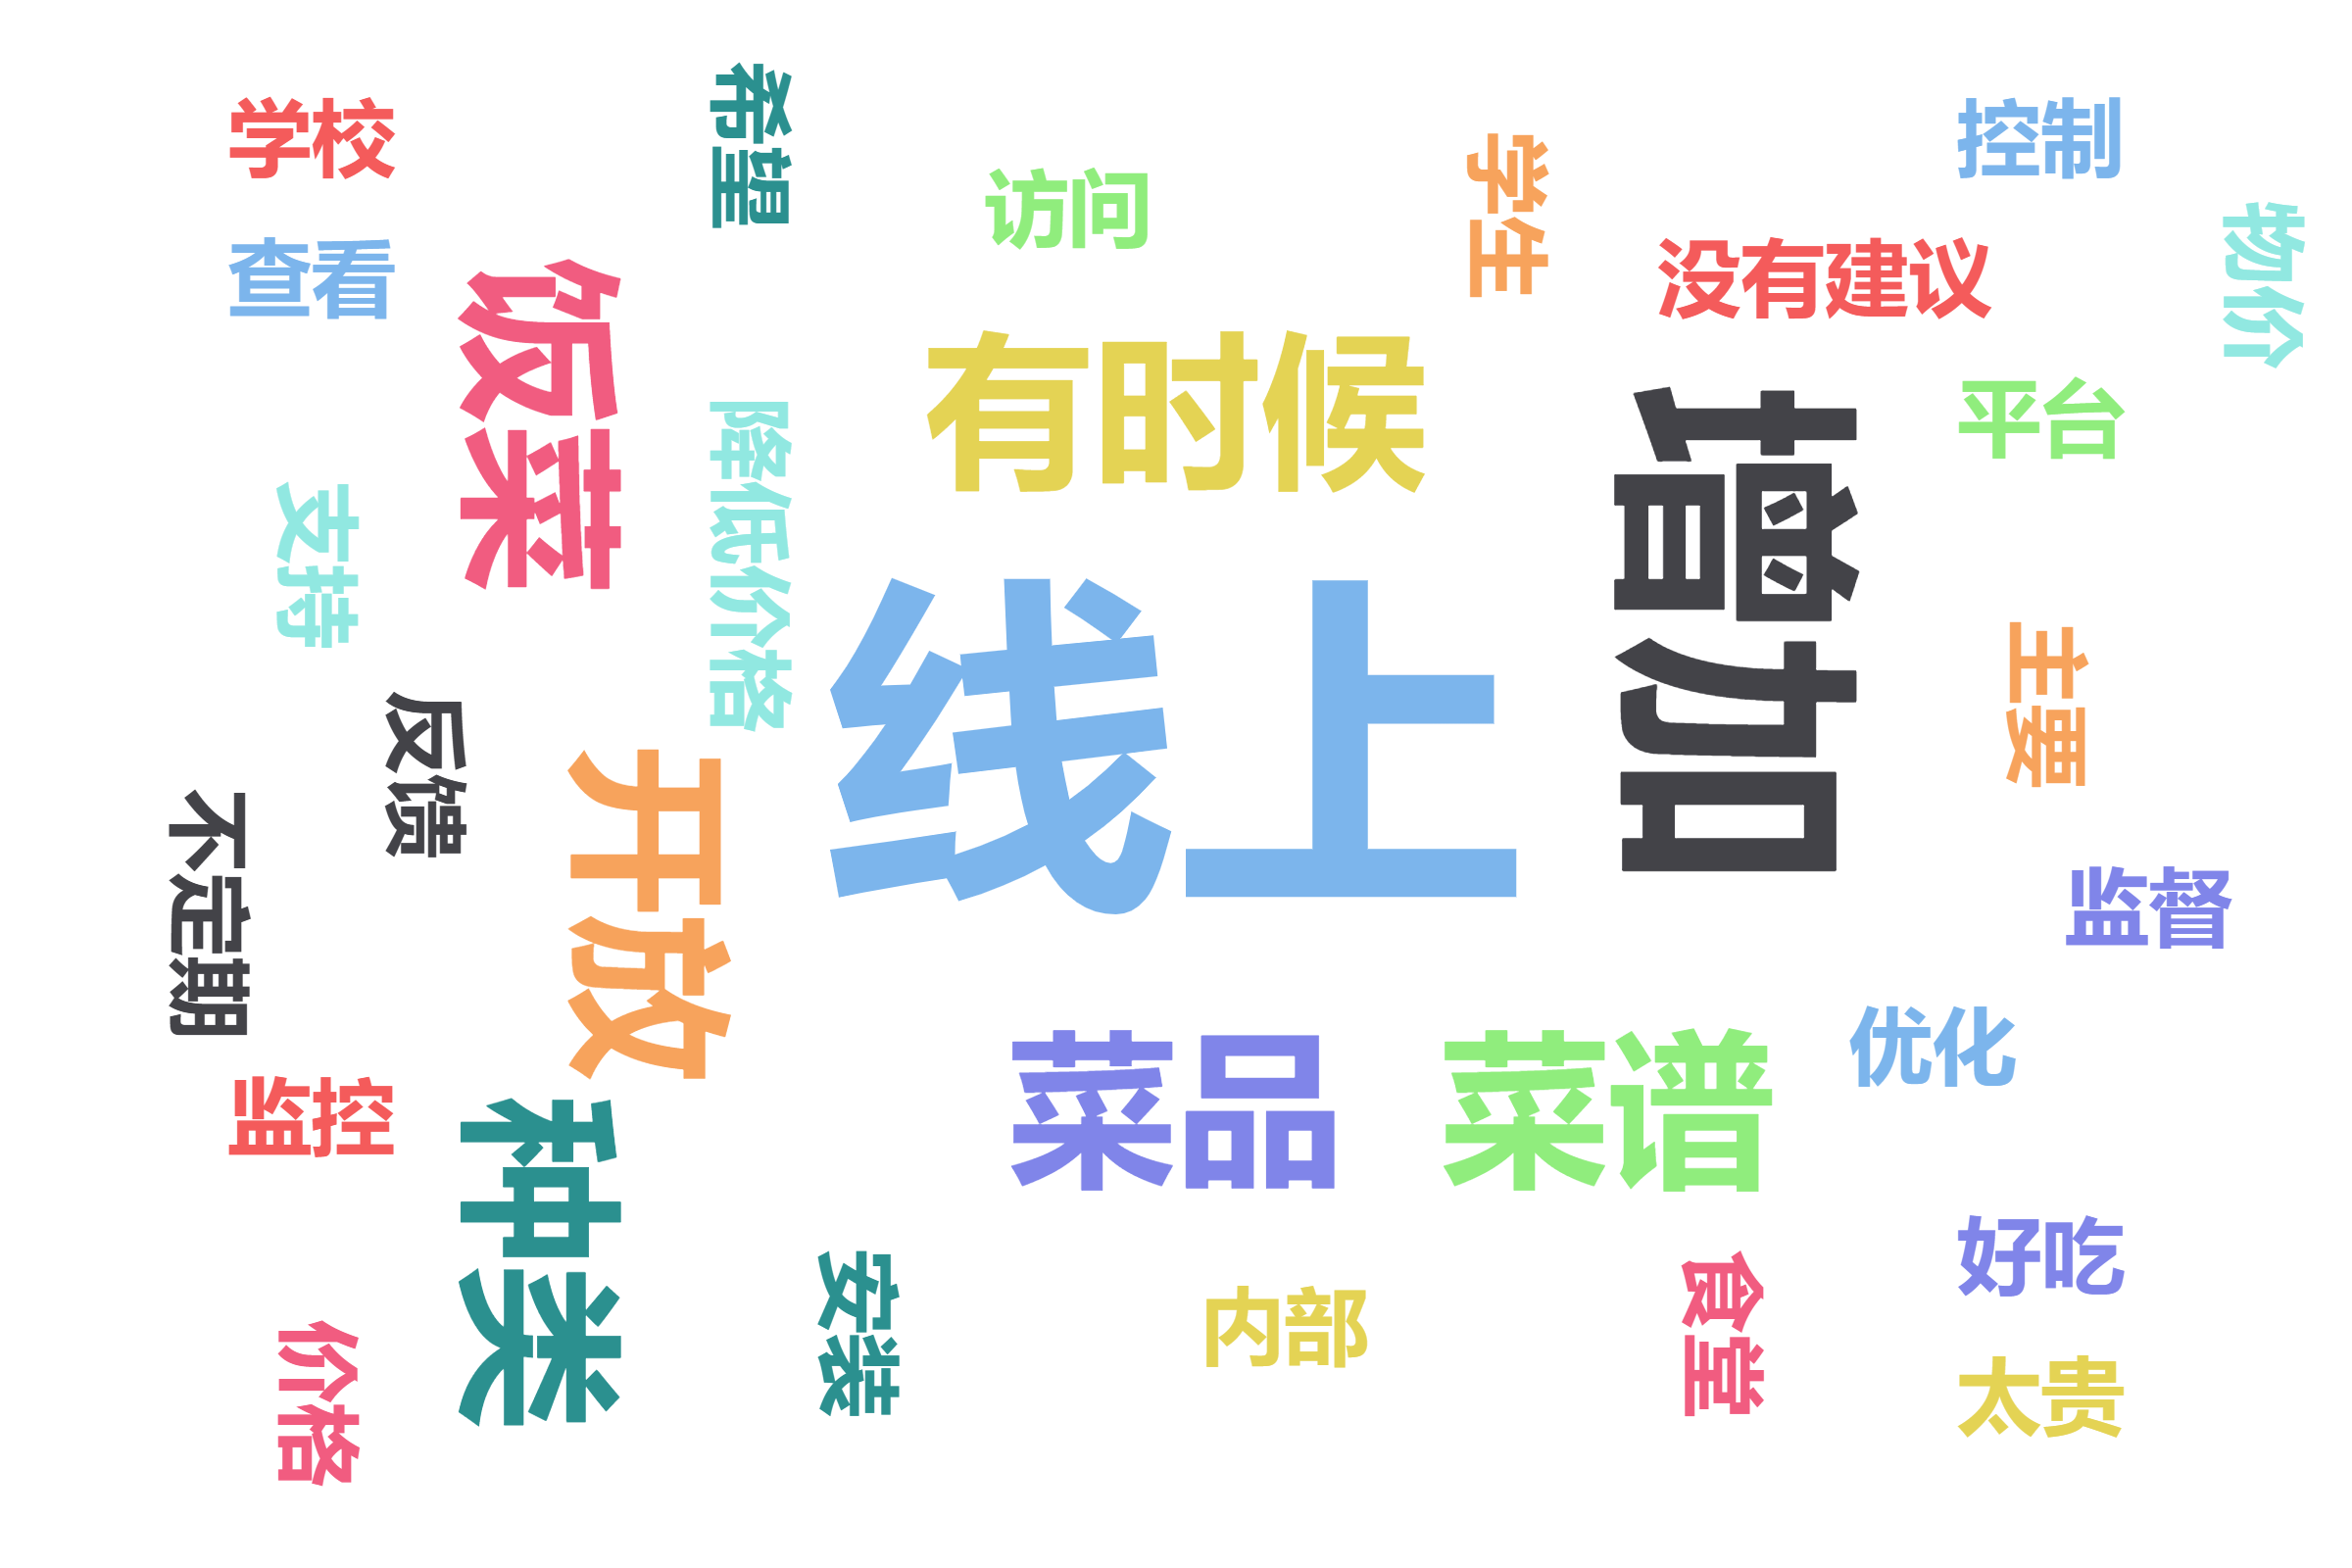 学校
希望
控制
访问
学生
物价
查看
没有建议
饭菜
有时候
平台
增加
降低价格
支持
线上
主要
反馈
开放
不定期
监督
优化
菜品
菜谱
监控
种类
好吃
安装
食堂
内部
价格
太贵